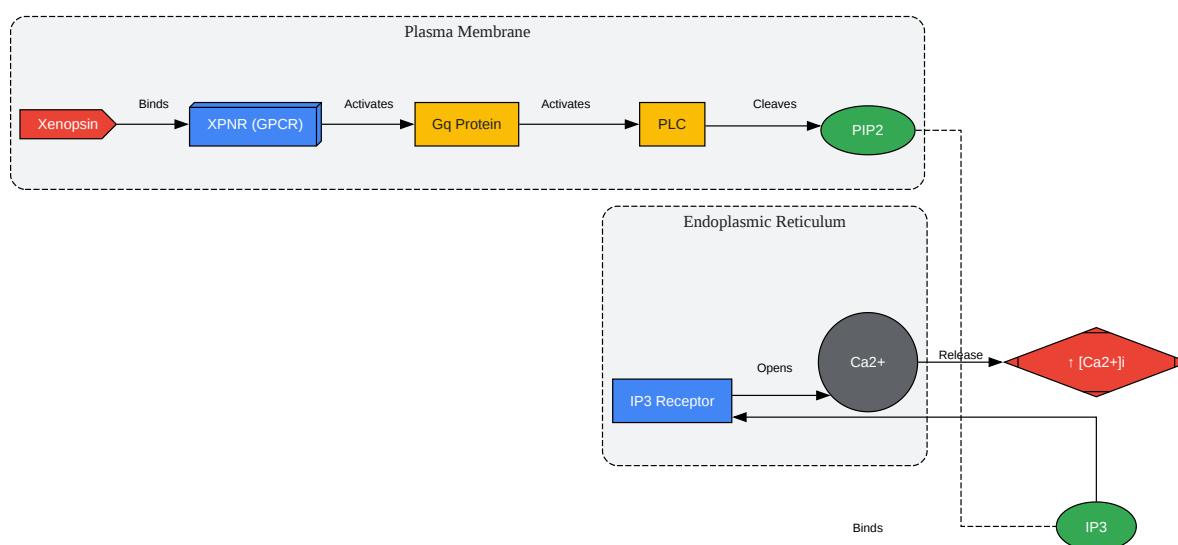 Plasma Membrane
Xenopsin
Binds
XPNR (GPCR)
Activates
Gq Protein
Activates
PLC
Cleaves
PIP2
Endoplasmic Reticulum
IP3 Receptor
Opens
Ca2+
Release
↑ [Ca2+]i
Binds
IP3